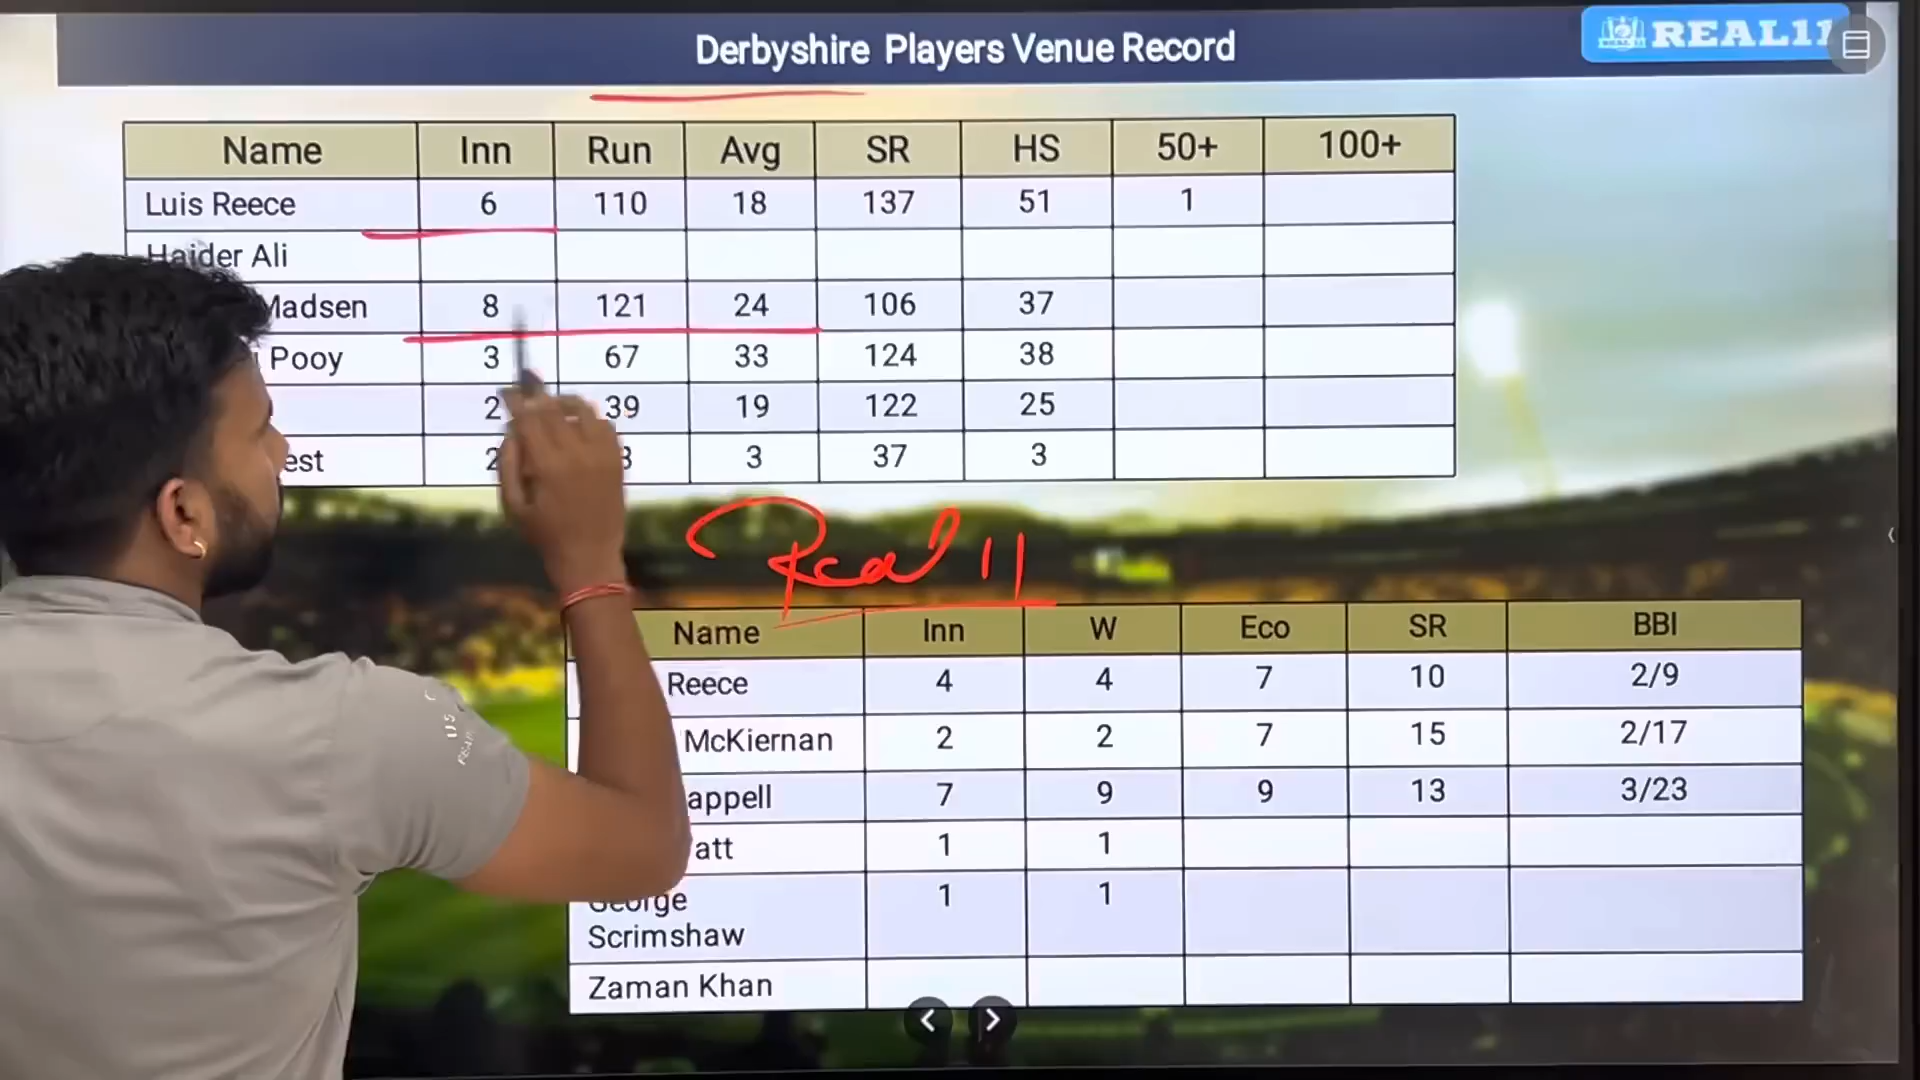 Derbyshire Players Venue Record
REAL11
Name Inn Run Avg SR HS 50+ 100+
Luis Reece 6 110 18 137 51 1
Haider Ali
Madsen 8 121 24 106 37
Pooy 3 67 33 124 38
2 39 19 122 25
est 2 3 3 37 3
Real 11
Name Inn W Eco SR BBI
Reece 4 4 7 10 2/9
McKiernan 2 2 7 15 2/17
appell 7 9 9 13 3/23
att 1 1
George 1 1
Scrimshaw
Zaman Khan